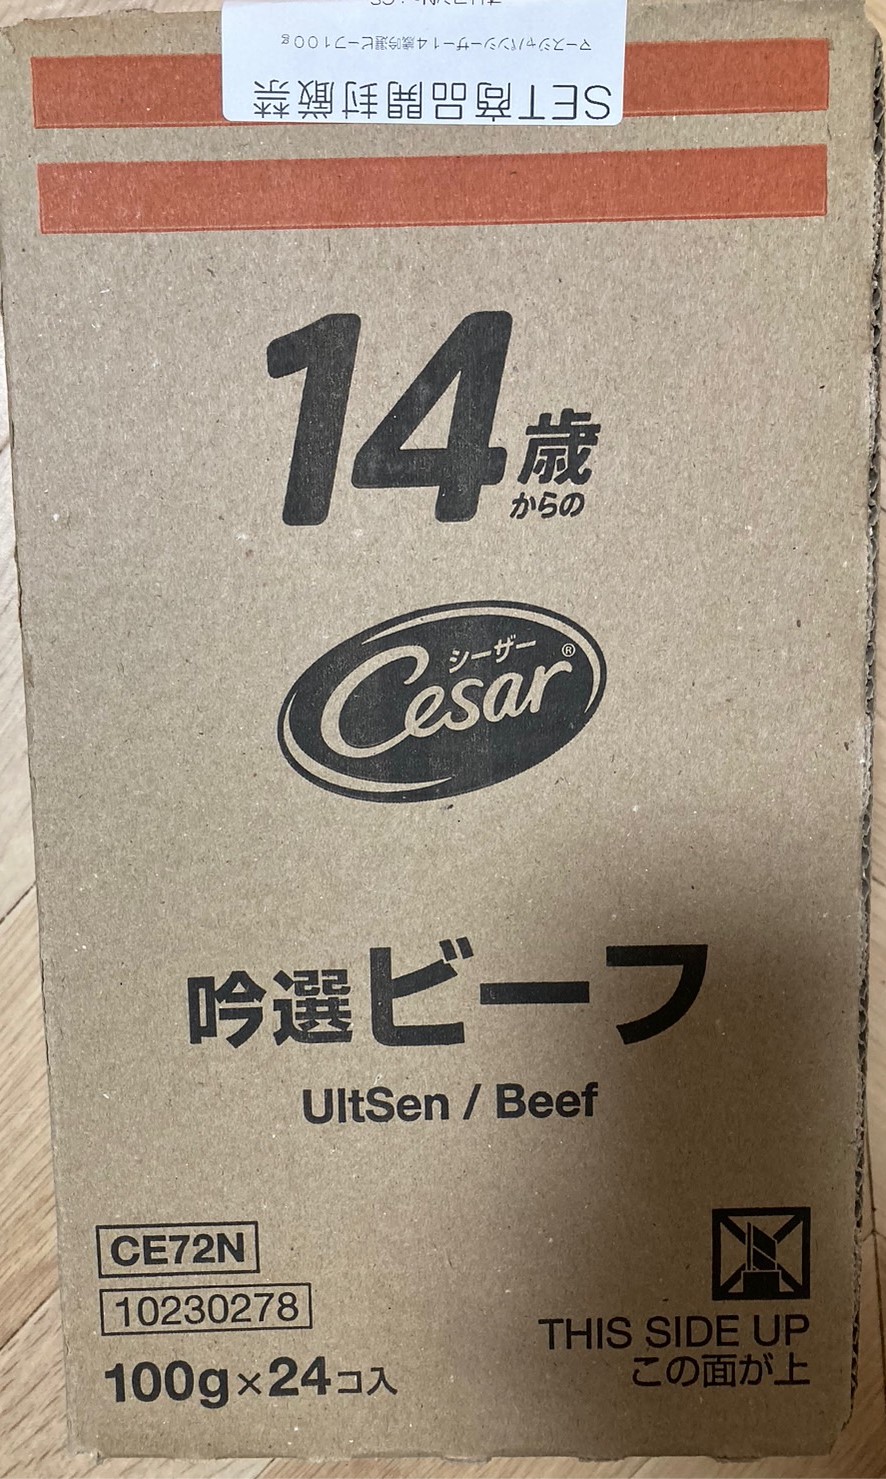 SET商品開封厳禁
マースジャパンシーザー14歳吟選ビーフ100g
14歳
からの
シーザー
Cesar®
吟選ビーフ
UltSen / Beef
CE72N
10230278
100g×24コ入
THIS SIDE UP
この面が上